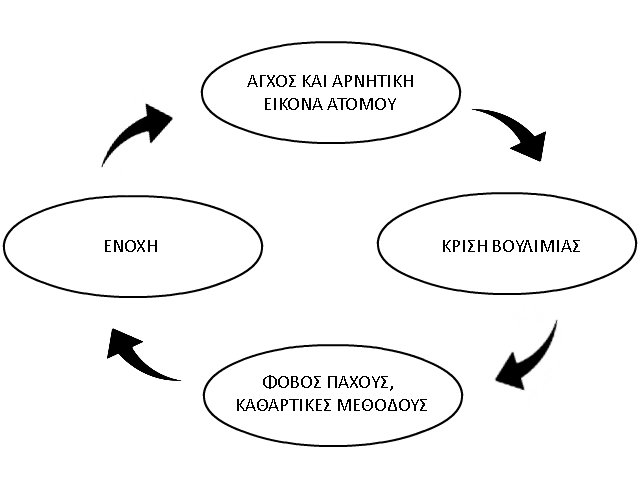 ΑΓΧΟΣ ΚΑΙ ΑΡΝΗΤΙΚΗ
ΕΙΚΟΝΑ ΑΤΟΜΟΥ
ΚΡΙΣΗ ΒΟΥΛΙΜΙΑΣ
ΦΟΒΟΣ ΠΑΧΟΥΣ,
ΚΑΘΑΡΤΙΚΕΣ ΜΕΘΟΔΟΥΣ
ΕΝΟΧΗ